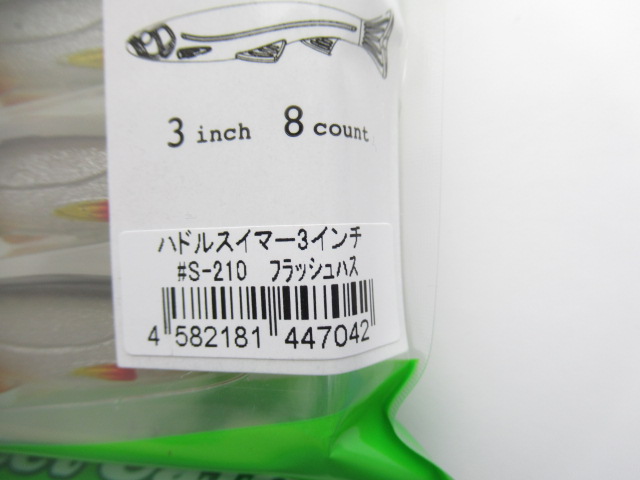 3 inch 8 count
ハドルスイマー3インチ
#S-210 フラッシュハス
4 582181 447042